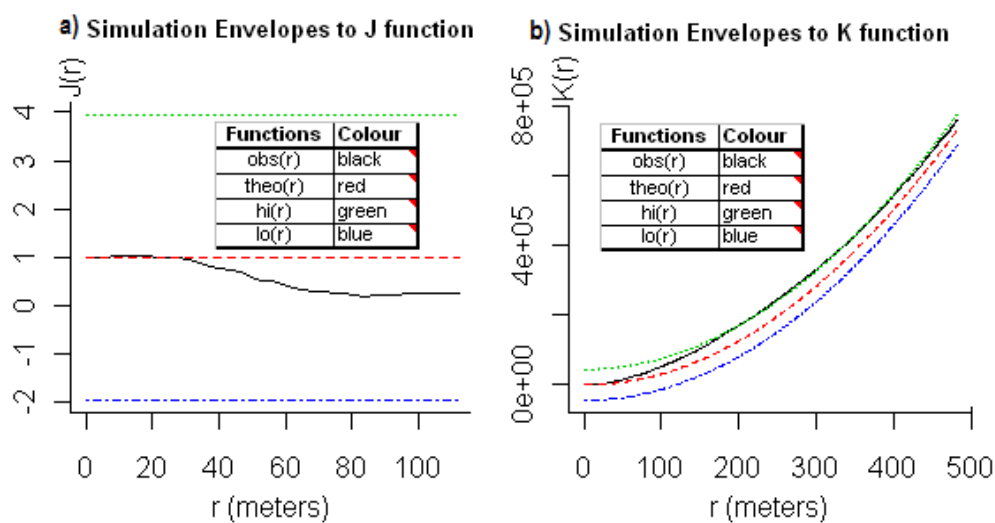 a) Simulation Envelopes to J function
J(r)
4
3
2
1
0
-1
-2
Functions Colour
obs(r) black
theo(r) red
hi(r) green
lo(r) blue
0 20 40 60 80 100
r (meters)
b) Simulation Envelopes to K function
K(r)
8e+05
4e+05
0e+00
Functions Colour
obs(r) black
theo(r) red
hi(r) green
lo(r) blue
0 100 200 300 400 500
r (meters)